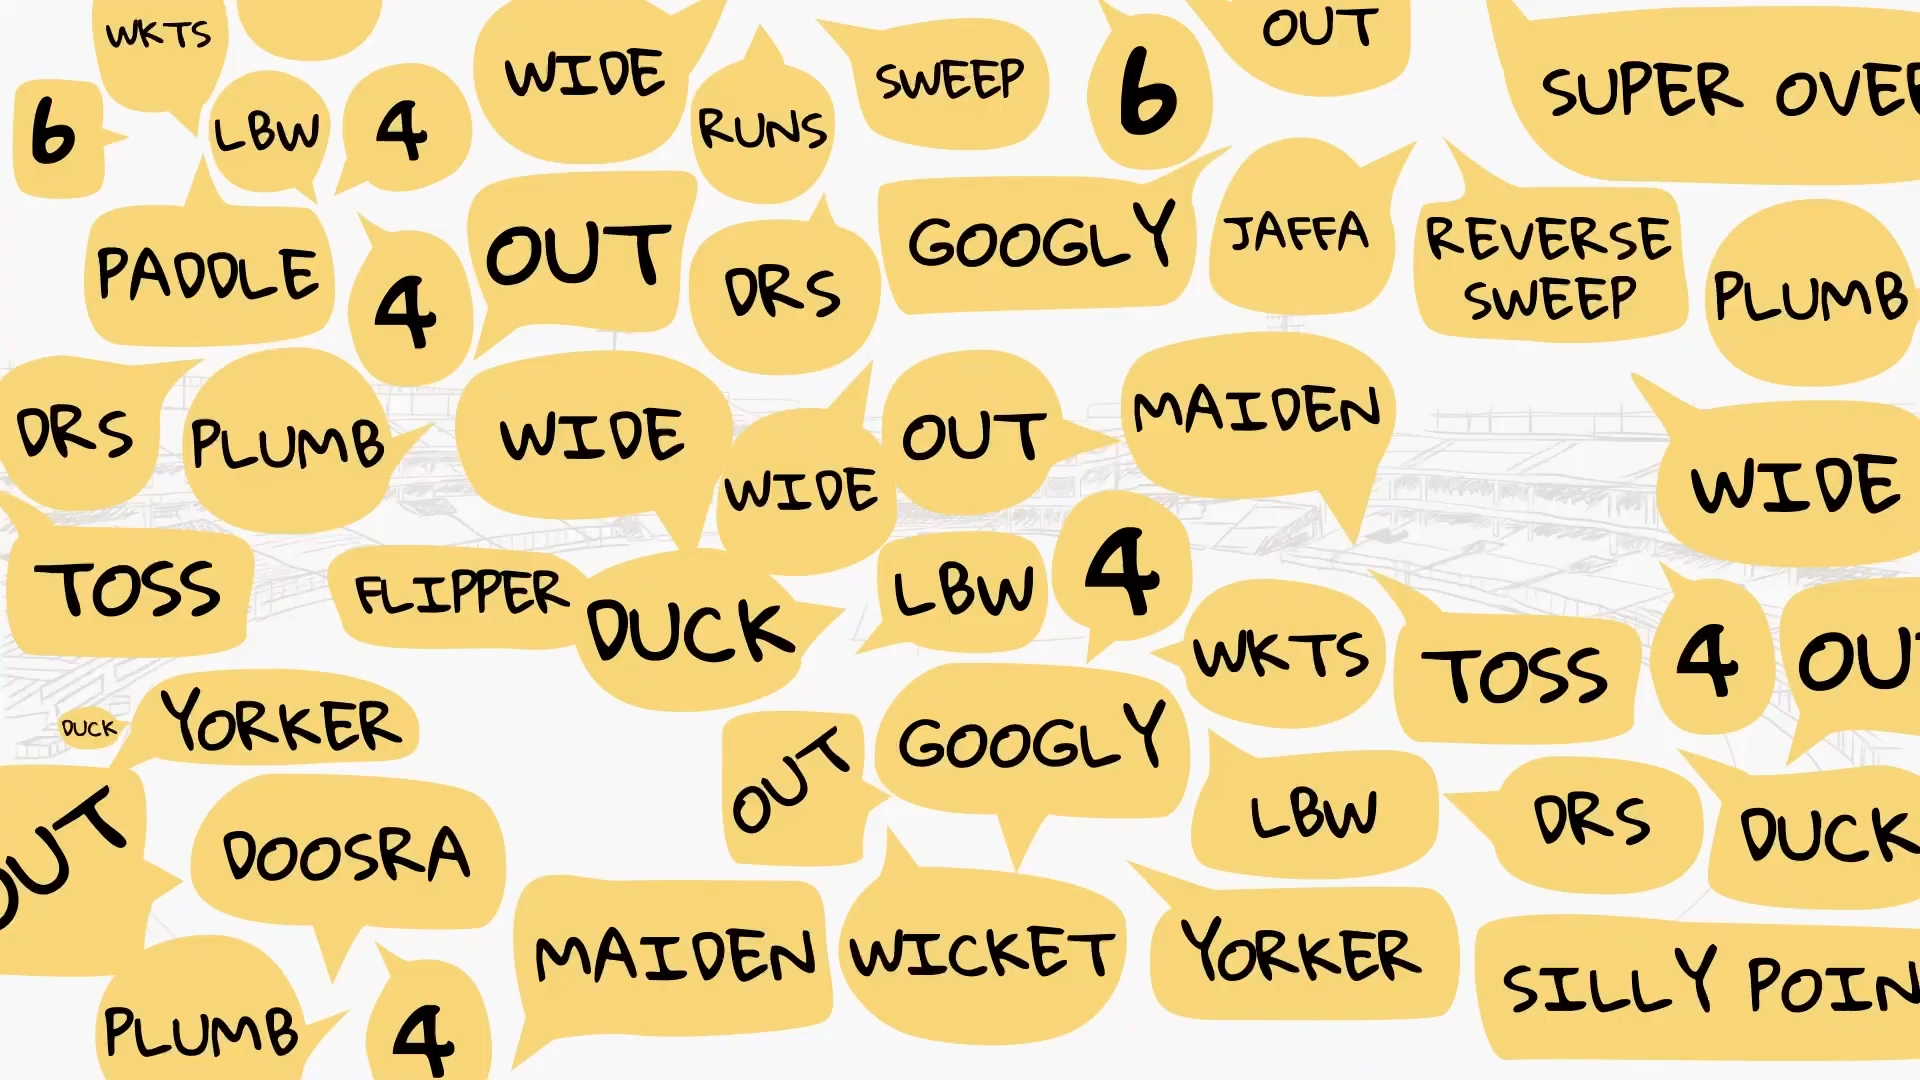 WKTS
OUT
6
LBW
4
WIDE
RUNS
SWEEP
6
SUPER OVE
PADDLE
4
OUT
DRS
GOOGLY
JAFFA
REVERSE
SWEEP
PLUMB
DRS
PLUMB
WIDE
WIDE
OUT
MAIDEN
WIDE
TOSS
FLIPPER
DUCK
LBW
4
WKTS
TOSS
4
OU
DUCK
YORKER
OUT
GOOGLY
LBW
DRS
DUCK
OUT
DOOSRA
MAIDEN
WICKET
YORKER
SILLY POIN
PLUMB
4